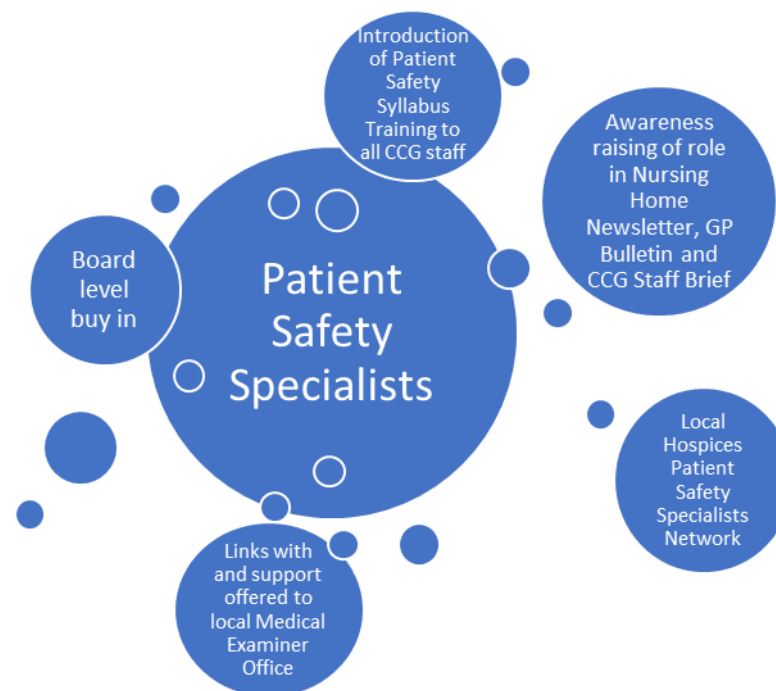 Introduction
of Patient
Safety
Syllabus
Training to
all CCG staff
Awareness
raising of role
in Nursing
Home
Newsletter, GP
Bulletin and
CCG Staff Brief
Board
level
buy in
Patient
Safety
Specialists
Local
Hospices
Patient
Safety
Specialists
Network
Links with
and support
offered to
local Medical
Examiner
Office